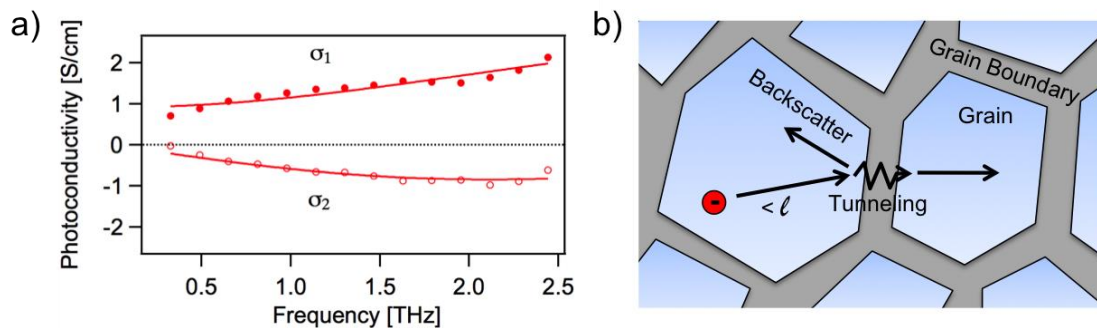 a)
Photoconductivity [S/cm]
2
1
0
-1
-2
σ1
σ2
0.5
1.0
1.5
2.0
2.5
Frequency [THz]
b)
Grain Boundary
Backscatter
Grain
-
< ℓ
Tunneling